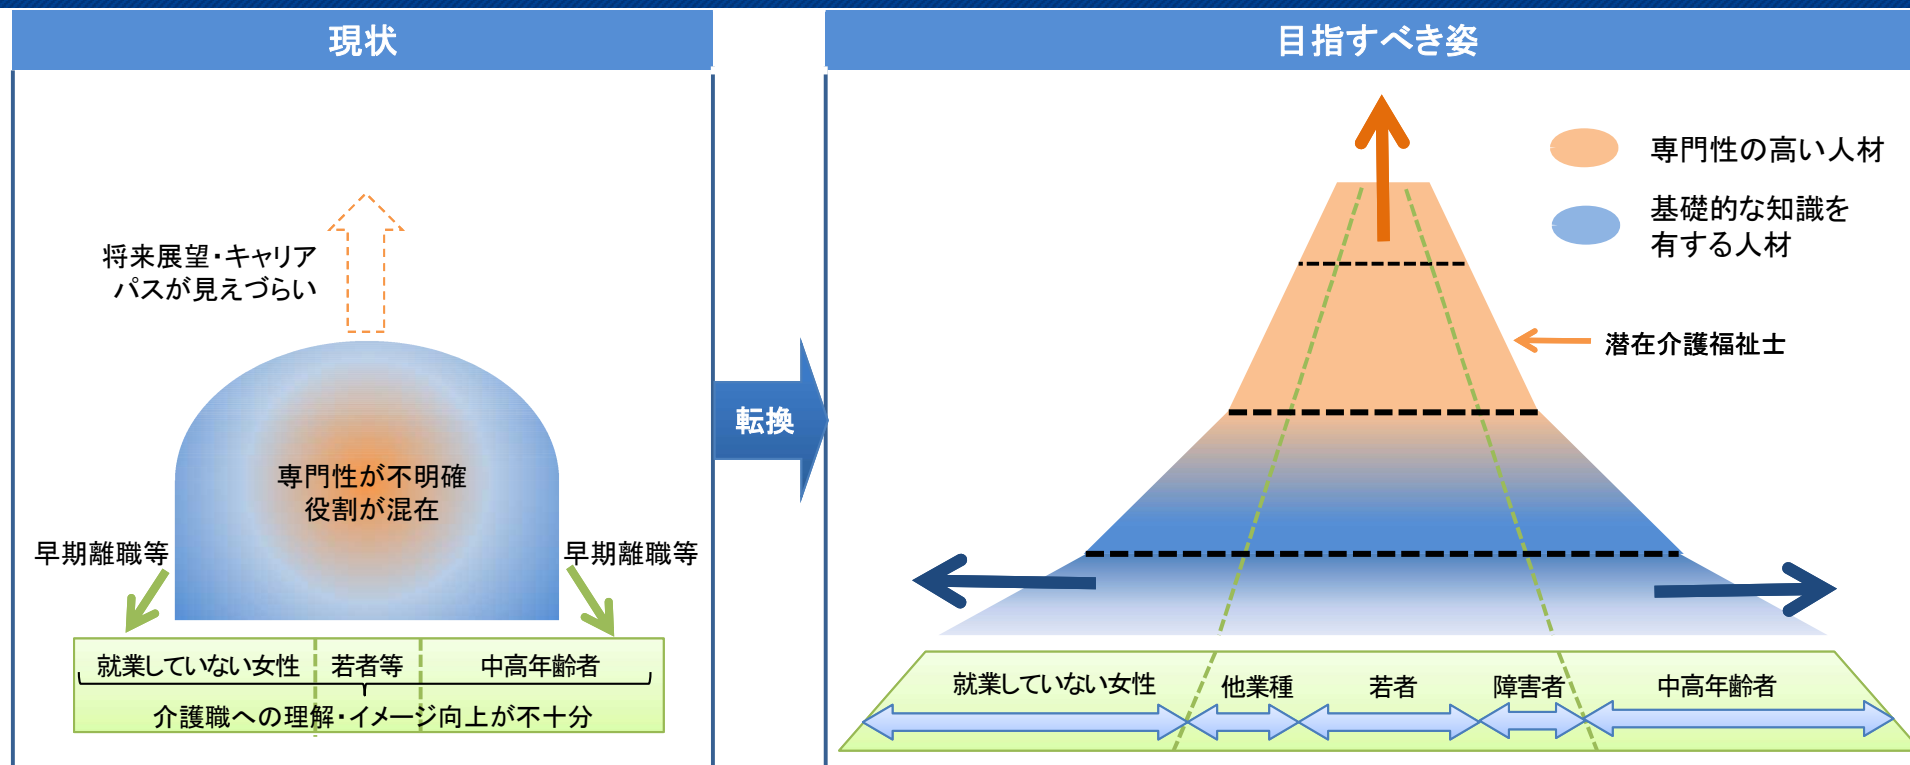 現状
将来展望・キャリア
パスが見えづらい
専門性が不明確
役割が混在
早期離職等
早期離職等
就業していない女性
若者等
中高年齢者
介護職への理解・イメージ向上が不十分
転換
目指すべき姿
専門性の高い人材
基礎的な知識を
有する人材
潜在介護福祉士
就業していない女性
他業種
若者
障害者
中高年齢者